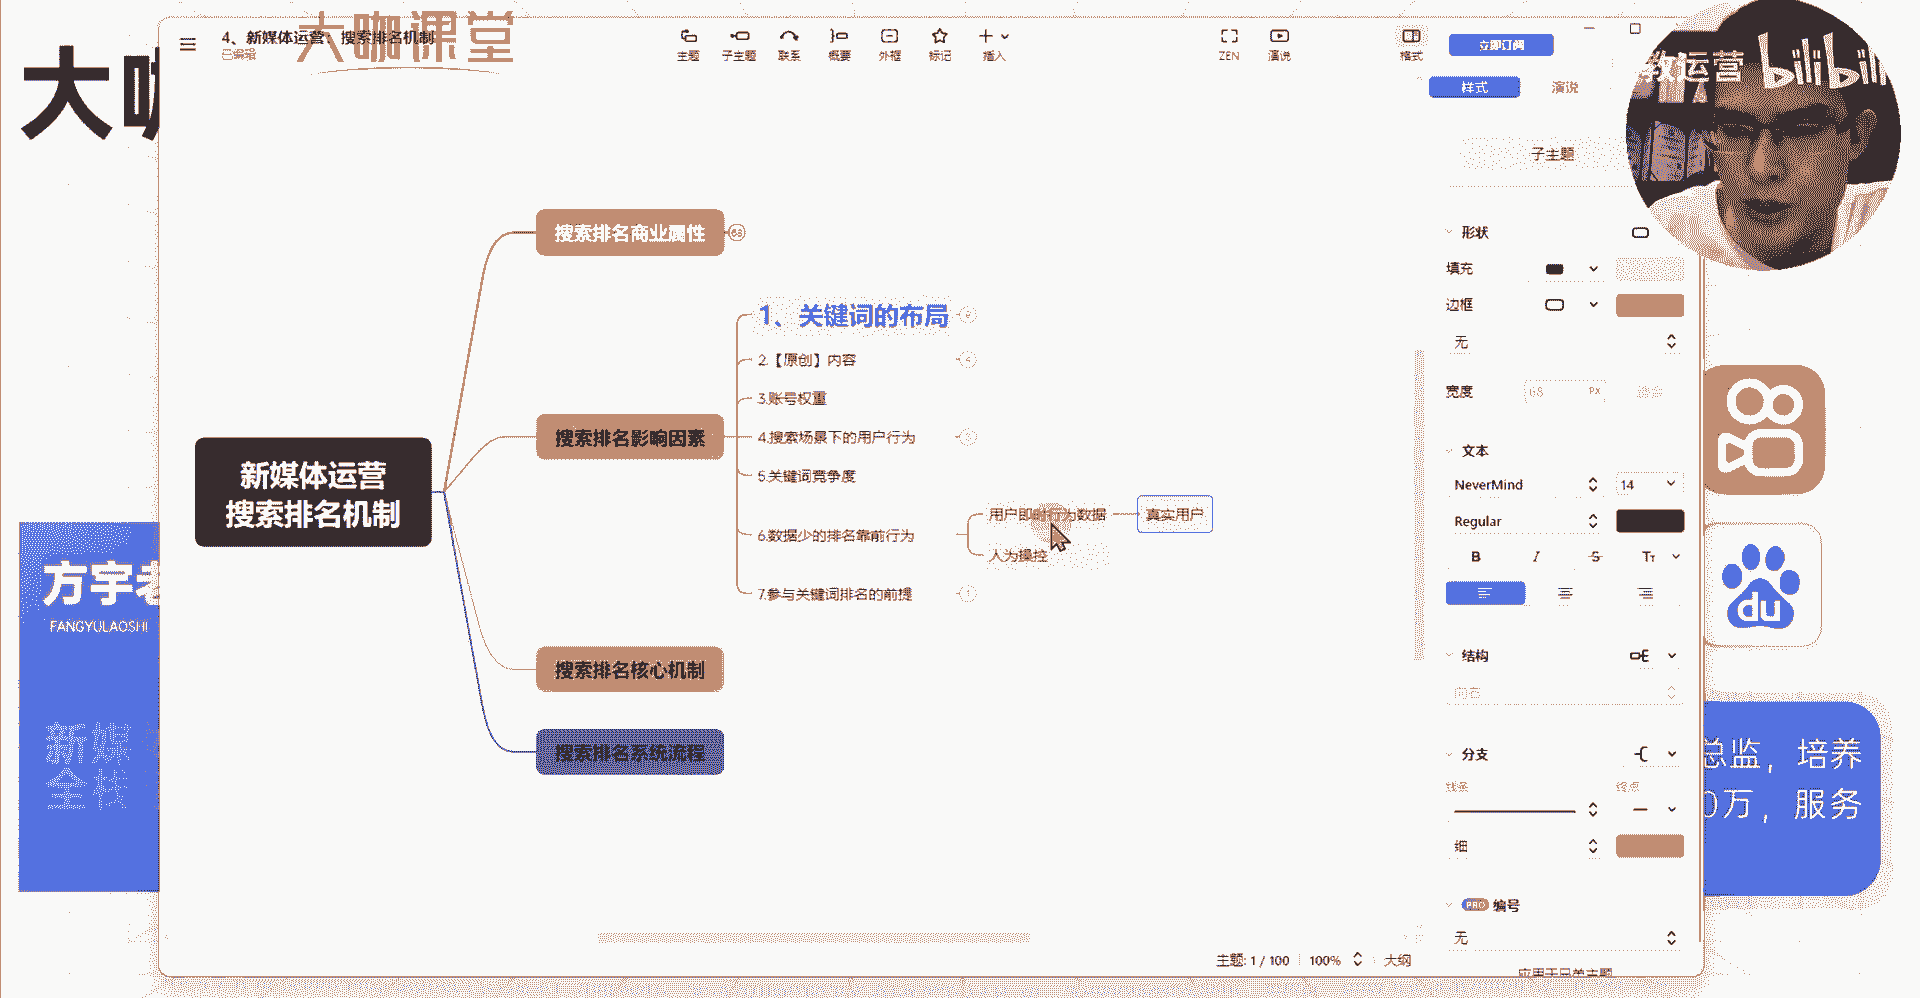 大咖课堂
4、新媒体运营：搜索排名机制
已编辑
主题
子主题
联系
概要
外框
标记
插入
ZEN
演说
格式
立即订阅
教运营 bilibili
大咖
样式
演说
子主题
搜索排名商业属性
68
形状
填充
边框
无
宽度
68
PX
1、关键词的布局
2.【原创】内容
3.账号权重
搜索排名影响因素
4.搜索场景下的用户行为
5.关键词竞争度
用户即时行为数据
真实用户
6.数据少的排名靠前行为
人为操控
7.参与关键词排名的前提
新媒体运营
搜索排名机制
文本
NeverMind
14
Regular
B
I
S
Tт
du
方宇老
FANGYULAOSHI
结构
向右
搜索排名核心机制
搜索排名系统流程
新媒
全栈
分支
线条
终点
细
总监，培养
0万，服务
PRO 编号
无
主题: 1 / 100
100%
大纲
应用于兄弟主题